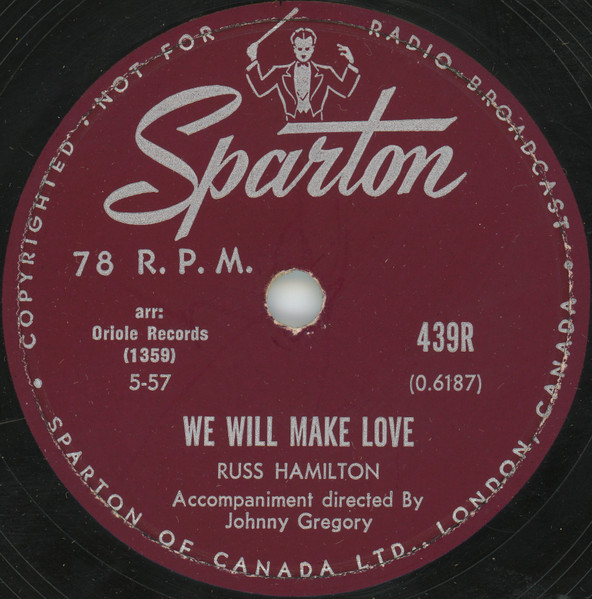 COPYRIGHTED · NOT FOR RADIO BROADCAST
Sparton
78 R.P.M.
arr:
Oriole Records
(1359)
5-57
439R
(0.6187)
WE WILL MAKE LOVE
RUSS HAMILTON
Accompaniment directed By
Johnny Gregory
• SPARTON OF CANADA LTD., LONDON, CANADA •